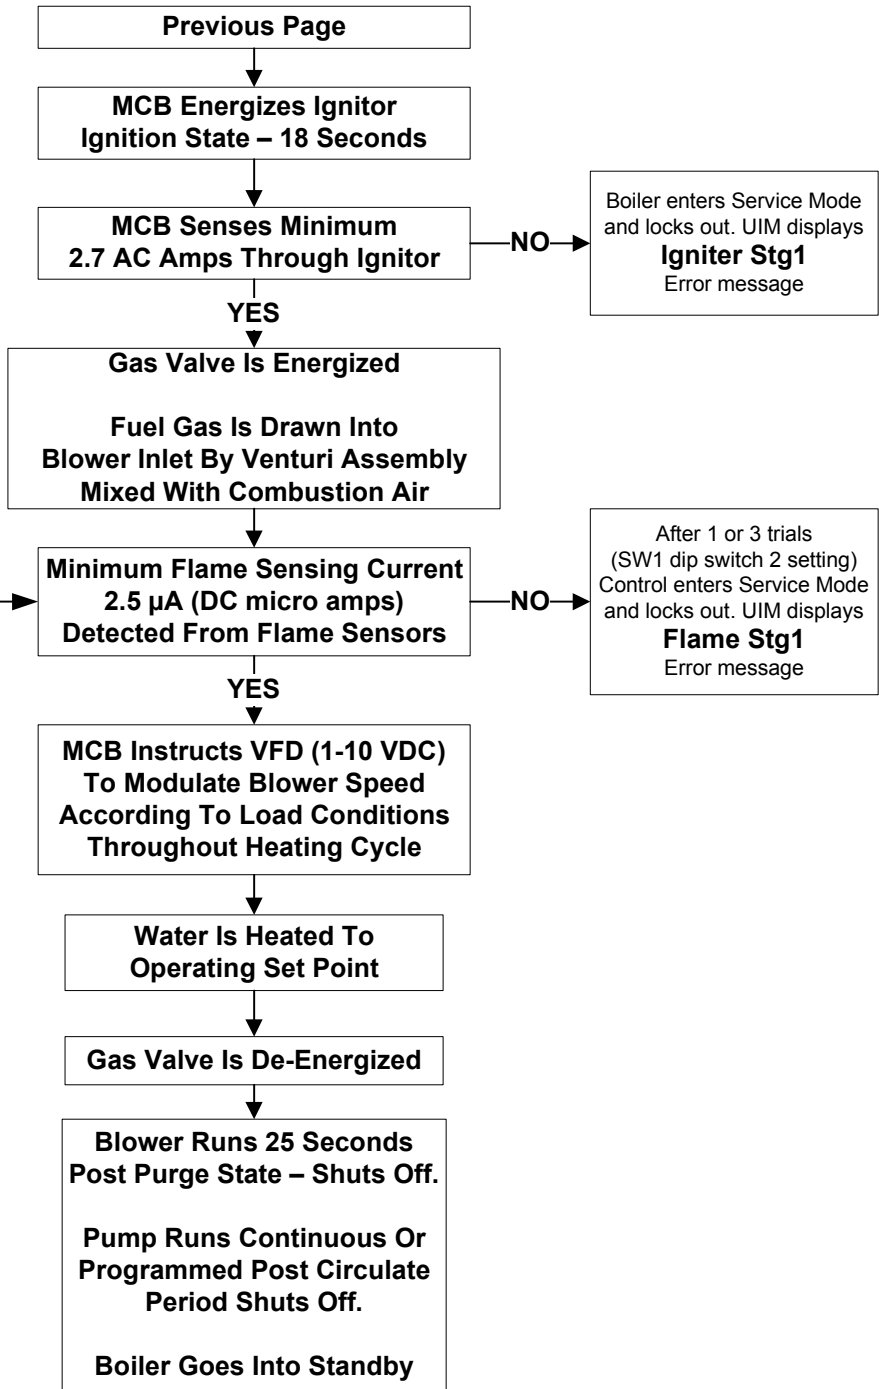 Previous Page
MCB Energizes Ignitor
Ignition State – 18 Seconds
MCB Senses Minimum
2.7 AC Amps Through Ignitor
NO
Boiler enters Service Mode
and locks out. UIM displays
Igniter Stg1
Error message
YES
Gas Valve Is Energized
Fuel Gas Is Drawn Into
Blower Inlet By Venturi Assembly
Mixed With Combustion Air
Minimum Flame Sensing Current
2.5 µA (DC micro amps)
Detected From Flame Sensors
NO
After 1 or 3 trials
(SW1 dip switch 2 setting)
Control enters Service Mode
and locks out. UIM displays
Flame Stg1
Error message
YES
MCB Instructs VFD (1-10 VDC)
To Modulate Blower Speed
According To Load Conditions
Throughout Heating Cycle
Water Is Heated To
Operating Set Point
Gas Valve Is De-Energized
Blower Runs 25 Seconds
Post Purge State – Shuts Off.
Pump Runs Continuous Or
Programmed Post Circulate
Period Shuts Off.
Boiler Goes Into Standby